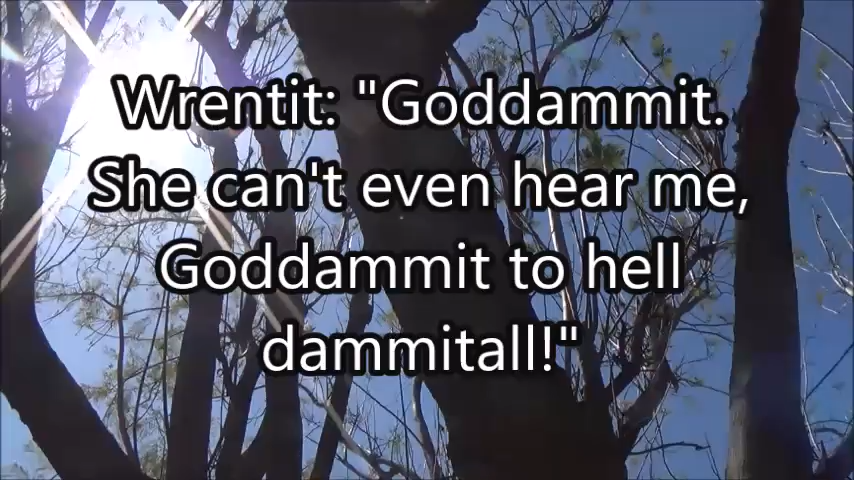 Wrentit: "Goddammit.
She can't even hear me,
Goddammit to hell
dammitall!"